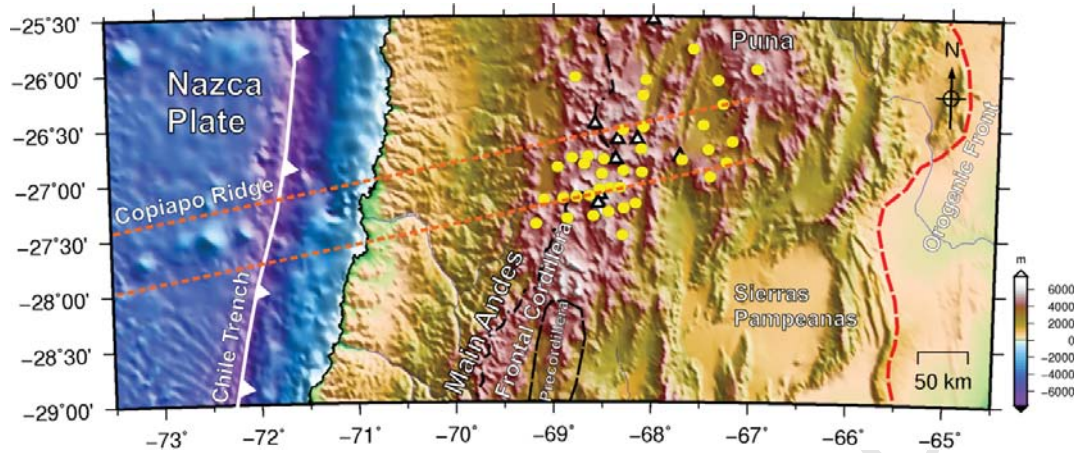 −25°30'
−26°00'
−26°30'
−27°00'
−27°30'
−28°00'
−28°30'
−29°00'
Nazca
Plate
Copiapo Ridge
Chile Trench
Main Andes
Frontal Cordillera
Precordillera
Puna
N
Orogenic Front
Sierras
Pampeanas
50 km
m
6000
4000
2000
0
−2000
−4000
−6000
−73°
−72°
−71°
−70°
−69°
−68°
−67°
−66°
−65°